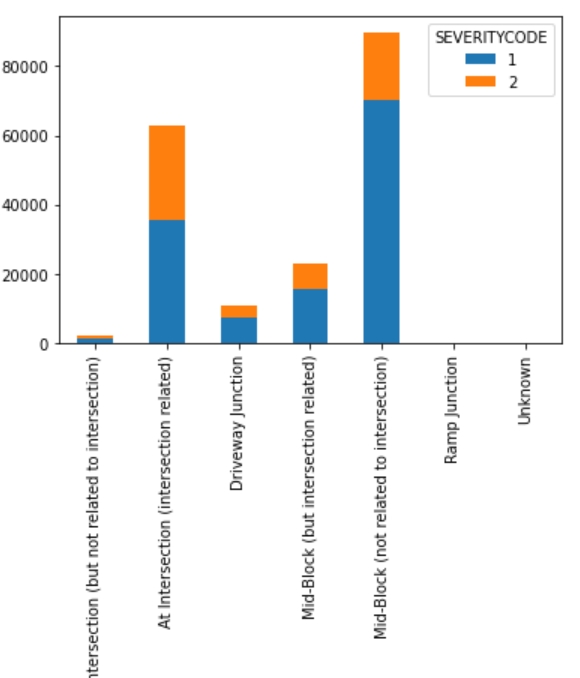 SEVERITYCODE
1
2
80000
60000
40000
20000
0
ntersection (but not related to intersection)
At Intersection (intersection related)
Driveway Junction
Mid-Block (but intersection related)
Mid-Block (not related to intersection)
Ramp Junction
Unknown